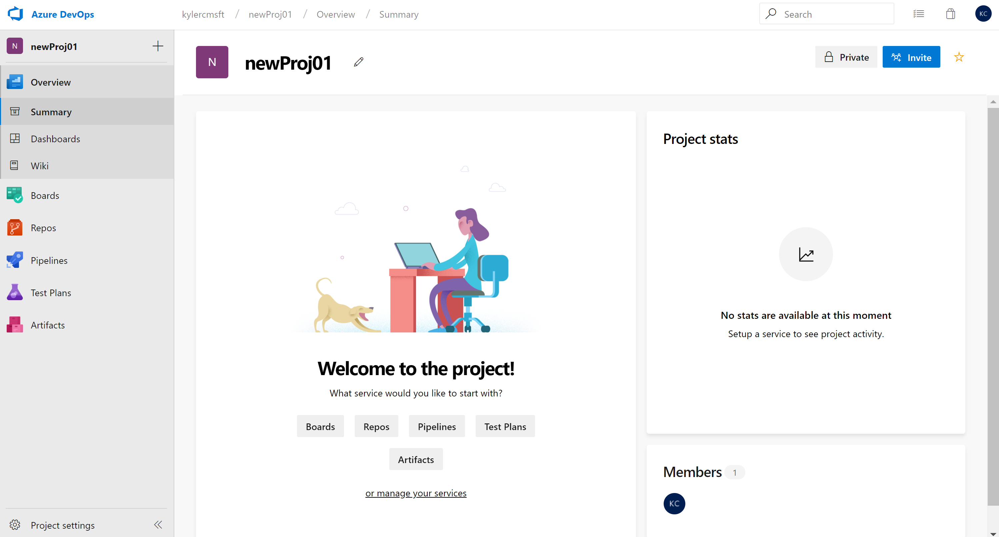 Azure DevOps
kylercmsft / newProj01 / Overview / Summary
Search
KC
N newProj01
Overview
Summary
Dashboards
Wiki
Boards
Repos
Pipelines
Test Plans
Artifacts
Project settings
N
newProj01
Private
Invite
Welcome to the project!
What service would you like to start with?
Boards Repos Pipelines Test Plans
Artifacts
or manage your services
Project stats
No stats are available at this moment
Setup a service to see project activity.
Members 1
KC